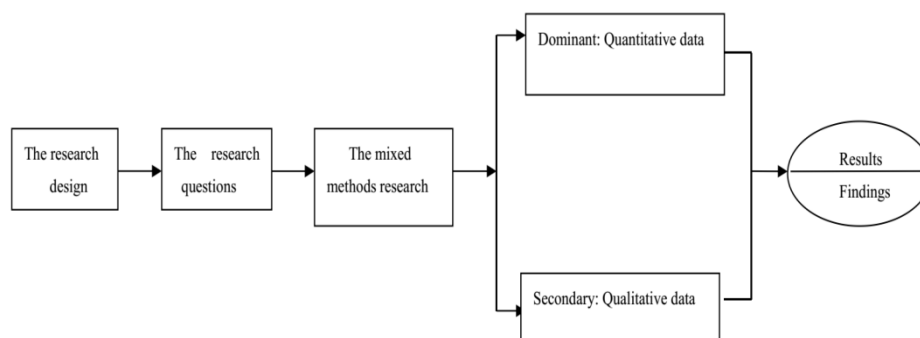 The research
design
The research
questions
The mixed
methods research
Dominant: Quantitative data
Secondary: Qualitative data
Results
Findings